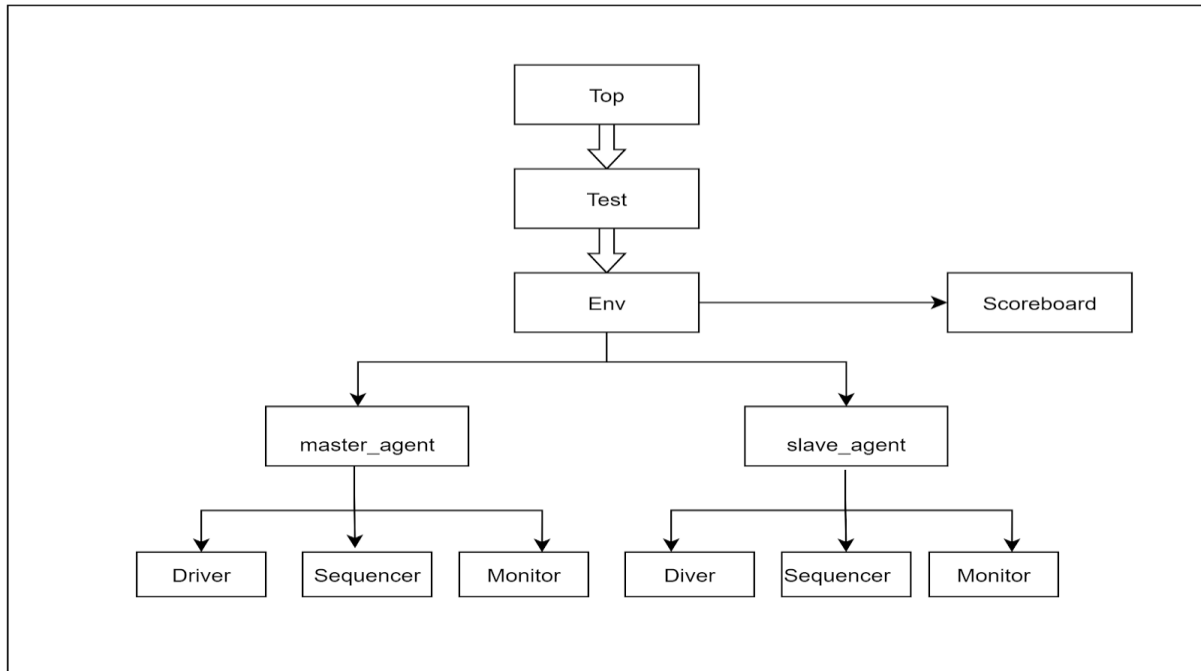 Top
Test
Env
Scoreboard
master_agent
slave_agent
Driver
Sequencer
Monitor
Diver
Sequencer
Monitor